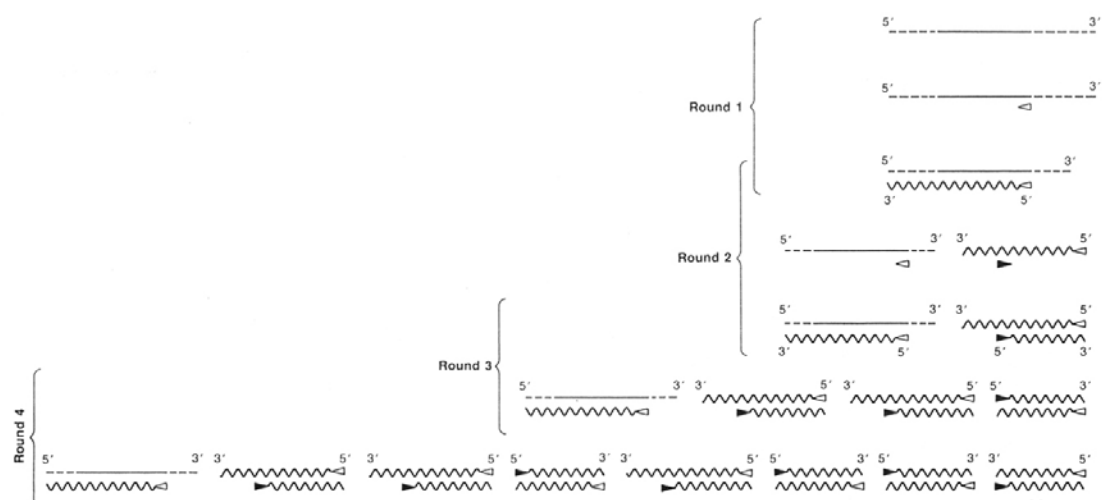 5′ 3′
5′ 3′
Round 1
5′ 3′
3′ 5′
5′ 3′ 3′ 5′
Round 2
5′ 3′ 3′ 5′
3′ 5′ 5′ 3′
Round 3
5′ 3′ 3′ 5′ 3′ 5′ 5′ 3′
Round 4
5′ 3′ 3′ 5′ 3′ 5′ 5′ 3′ 3′ 5′ 5′ 3′ 5′ 3′ 3′ 5′